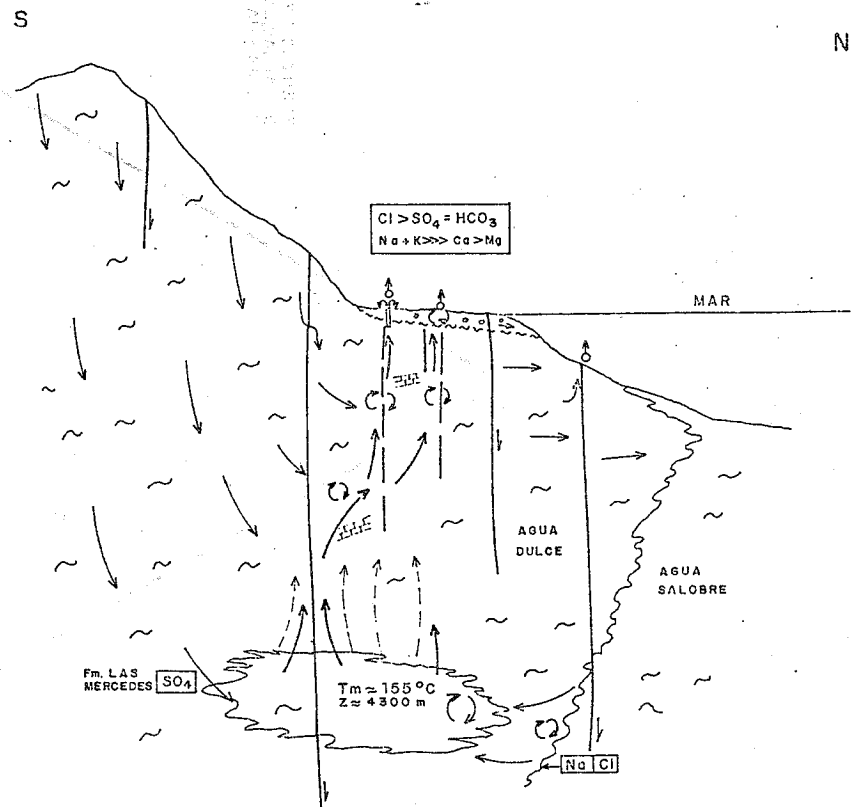 S
N
Cl > SO₄ = HCO₃
Na + K >>> Ca > Mg
MAR
AGUA
DULCE
AGUA
SALOBRE
Fm. LAS
MERCEDES
SO₄
Tm ≈ 155 °C
Z ≈ 4300 m
Na Cl